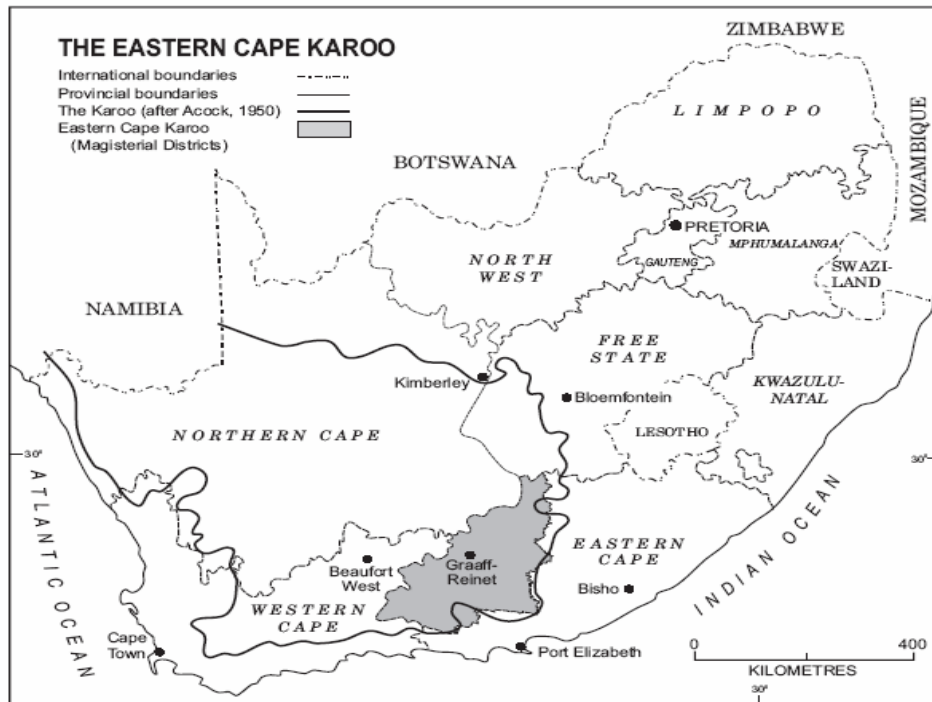 THE EASTERN CAPE KAROO
International boundaries
Provincial boundaries
The Karoo (after Acock, 1950)
Eastern Cape Karoo
(Magisterial Districts)
ZIMBABWE
LIMPOPO
MOZAMBIQUE
BOTSWANA
PRETORIA
MPHUMALANGA
NORTH
WEST
GAUTENG
SWAZI-
LAND
NAMIBIA
FREE
STATE
Kimberley
KWAZULU-
NATAL
Bloemfontein
NORTHERN CAPE
LESOTHO
30°
30°
ATLANTIC OCEAN
INDIAN OCEAN
EASTERN
CAPE
Beaufort
West
Graaff-
Reinet
Bisho
WESTERN
CAPE
Cape
Town
Port Elizabeth
0
400
KILOMETRES
30°